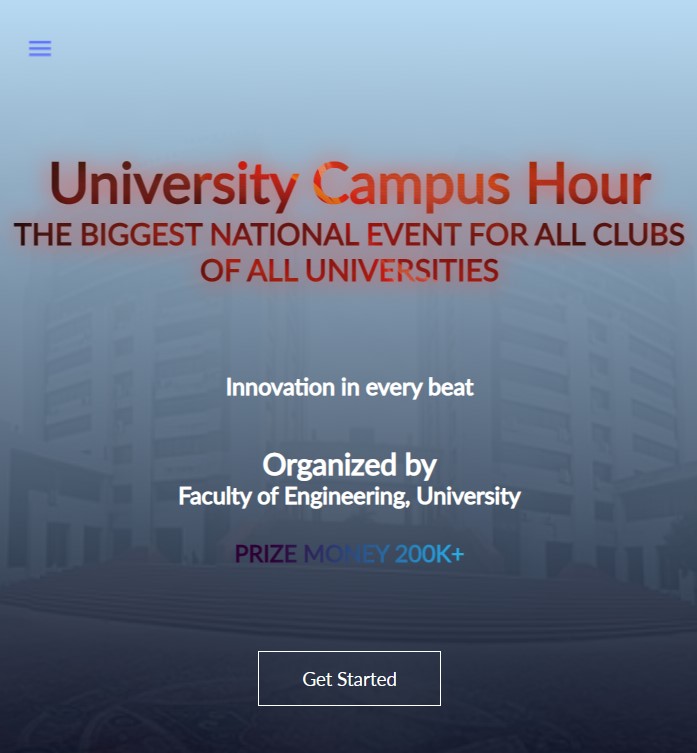 University Campus Hour
THE BIGGEST NATIONAL EVENT FOR ALL CLUBS
OF ALL UNIVERSITIES
Innovation in every beat
Organized by
Faculty of Engineering, University
PRIZE MONEY 200K+
Get Started